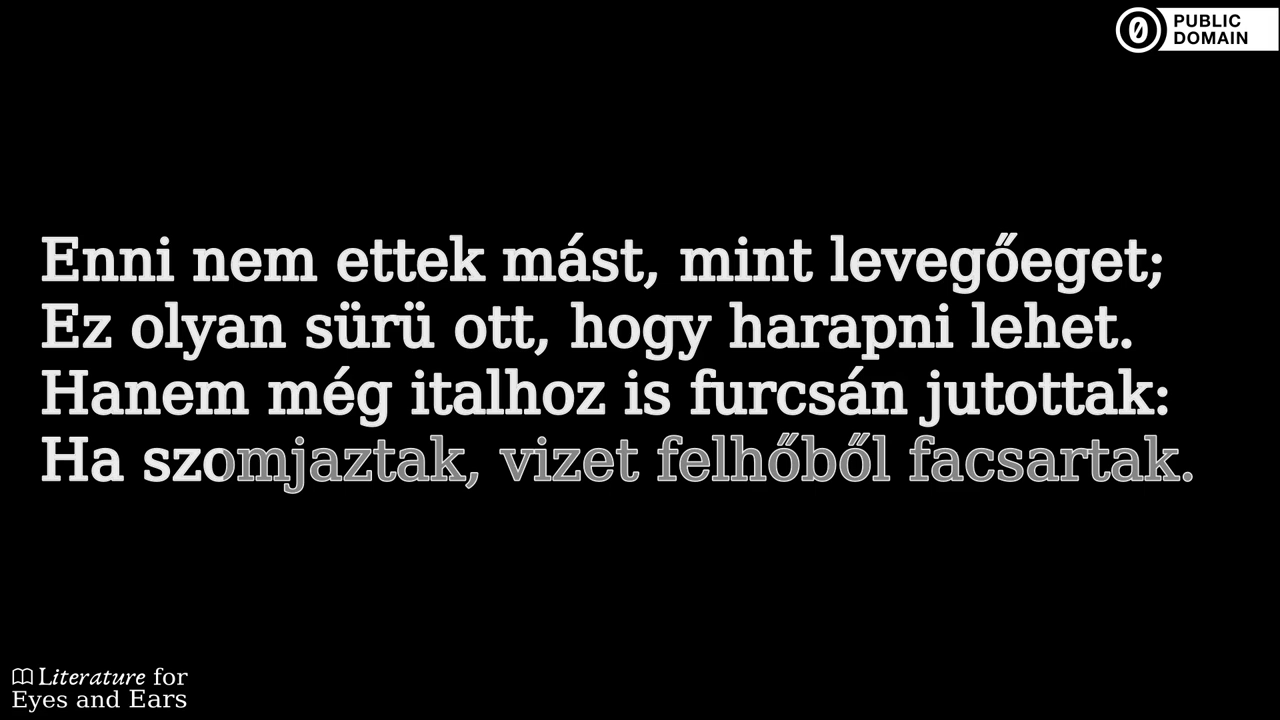 PUBLIC
DOMAIN
Enni nem ettek mást, mint levegőeget;
Ez olyan sürü ott, hogy harapni lehet.
Hanem még italhoz is furcsán jutottak:
Ha szomjaztak, vizet felhőből facsartak.
Literature for
Eyes and Ears